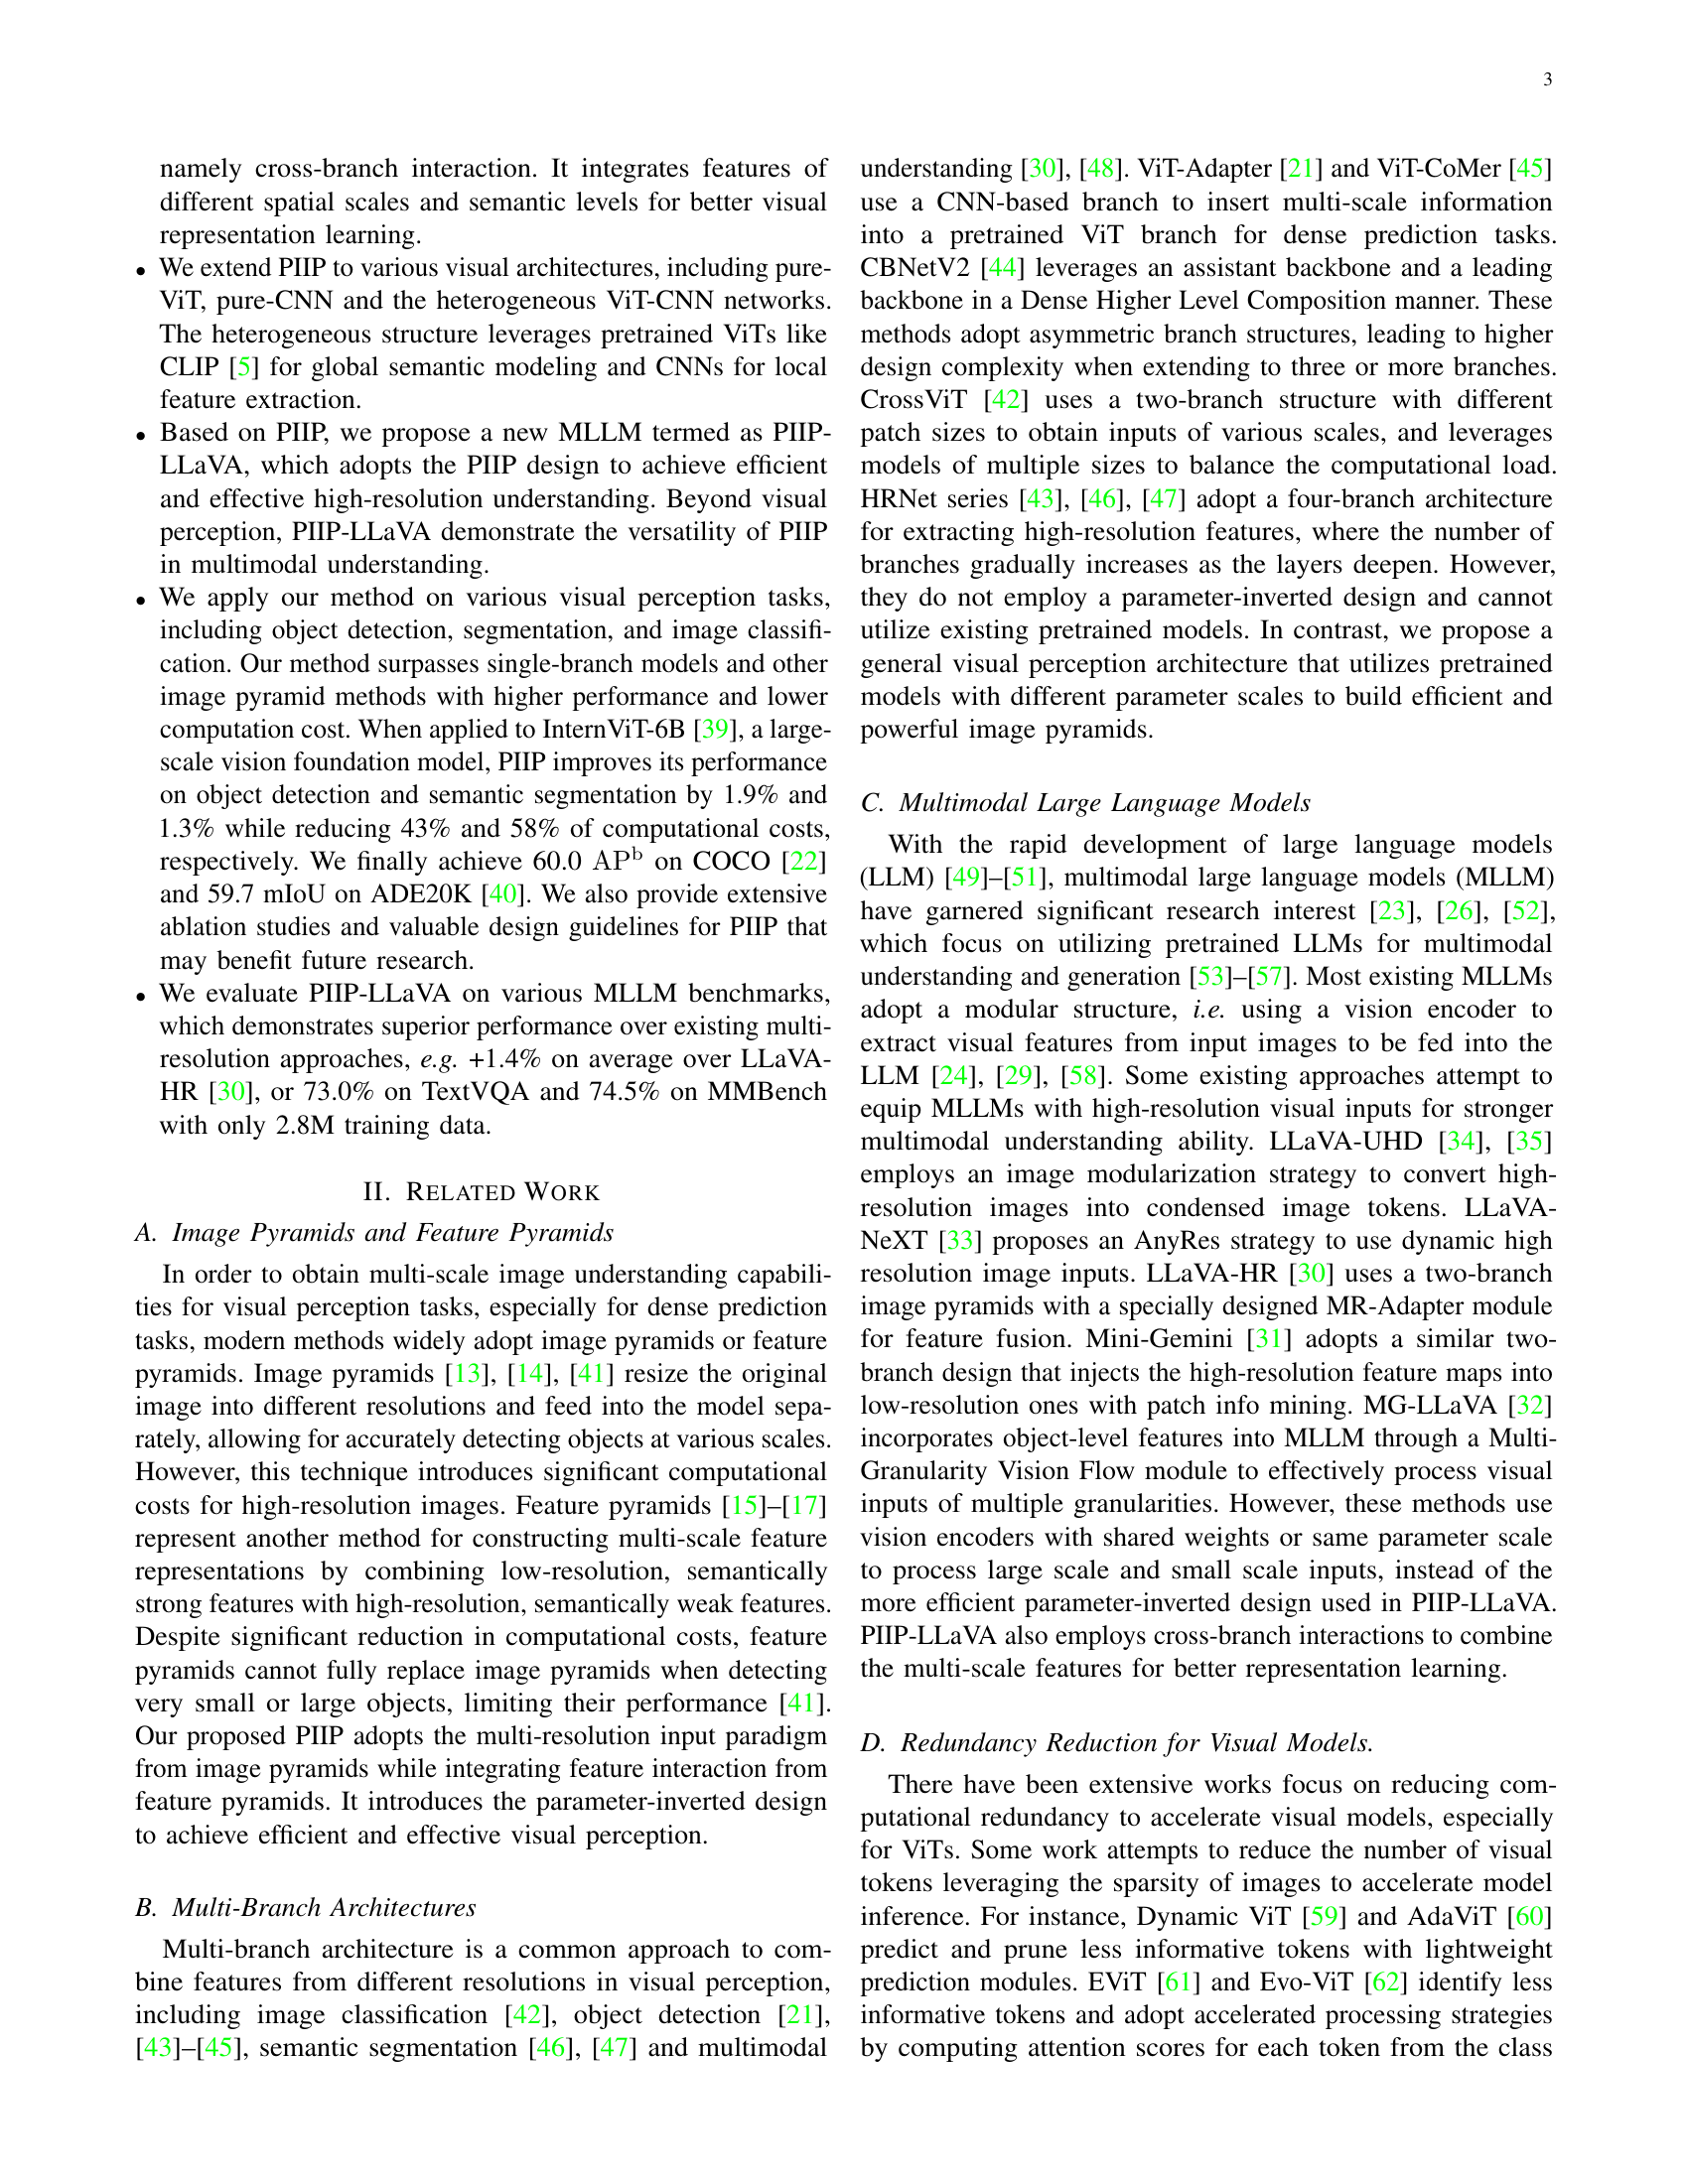 3
namely cross-branch interaction. It integrates features of
different spatial scales and semantic levels for better visual
representation learning.
• We extend PIIP to various visual architectures, including pure-
ViT, pure-CNN and the heterogeneous ViT-CNN networks.
The heterogeneous structure leverages pretrained ViTs like
CLIP [5] for global semantic modeling and CNNs for local
feature extraction.
• Based on PIIP, we propose a new MLLM termed as PIIP-
LLaVA, which adopts the PIIP design to achieve efficient
and effective high-resolution understanding. Beyond visual
perception, PIIP-LLaVA demonstrate the versatility of PIIP
in multimodal understanding.
• We apply our method on various visual perception tasks,
including object detection, segmentation, and image classifi-
cation. Our method surpasses single-branch models and other
image pyramid methods with higher performance and lower
computation cost. When applied to InternViT-6B [39], a large-
scale vision foundation model, PIIP improves its performance
on object detection and semantic segmentation by 1.9% and
1.3% while reducing 43% and 58% of computational costs,
respectively. We finally achieve 60.0 APᵇ on COCO [22]
and 59.7 mIoU on ADE20K [40]. We also provide extensive
ablation studies and valuable design guidelines for PIIP that
may benefit future research.
• We evaluate PIIP-LLaVA on various MLLM benchmarks,
which demonstrates superior performance over existing multi-
resolution approaches, e.g. +1.4% on average over LLaVA-
HR [30], or 73.0% on TextVQA and 74.5% on MMBench
with only 2.8M training data.
II. RELATED WORK
A. Image Pyramids and Feature Pyramids
In order to obtain multi-scale image understanding capabili-
ties for visual perception tasks, especially for dense prediction
tasks, modern methods widely adopt image pyramids or feature
pyramids. Image pyramids [13], [14], [41] resize the original
image into different resolutions and feed into the model sepa-
rately, allowing for accurately detecting objects at various scales.
However, this technique introduces significant computational
costs for high-resolution images. Feature pyramids [15]–[17]
represent another method for constructing multi-scale feature
representations by combining low-resolution, semantically
strong features with high-resolution, semantically weak features.
Despite significant reduction in computational costs, feature
pyramids cannot fully replace image pyramids when detecting
very small or large objects, limiting their performance [41].
Our proposed PIIP adopts the multi-resolution input paradigm
from image pyramids while integrating feature interaction from
feature pyramids. It introduces the parameter-inverted design
to achieve efficient and effective visual perception.
B. Multi-Branch Architectures
Multi-branch architecture is a common approach to com-
bine features from different resolutions in visual perception,
including image classification [42], object detection [21],
[43]–[45], semantic segmentation [46], [47] and multimodal
understanding [30], [48]. ViT-Adapter [21] and ViT-CoMer [45]
use a CNN-based branch to insert multi-scale information
into a pretrained ViT branch for dense prediction tasks.
CBNetV2 [44] leverages an assistant backbone and a leading
backbone in a Dense Higher Level Composition manner. These
methods adopt asymmetric branch structures, leading to higher
design complexity when extending to three or more branches.
CrossViT [42] uses a two-branch structure with different
patch sizes to obtain inputs of various scales, and leverages
models of multiple sizes to balance the computational load.
HRNet series [43], [46], [47] adopt a four-branch architecture
for extracting high-resolution features, where the number of
branches gradually increases as the layers deepen. However,
they do not employ a parameter-inverted design and cannot
utilize existing pretrained models. In contrast, we propose a
general visual perception architecture that utilizes pretrained
models with different parameter scales to build efficient and
powerful image pyramids.
C. Multimodal Large Language Models
With the rapid development of large language models
(LLM) [49]–[51], multimodal large language models (MLLM)
have garnered significant research interest [23], [26], [52],
which focus on utilizing pretrained LLMs for multimodal
understanding and generation [53]–[57]. Most existing MLLMs
adopt a modular structure, i.e. using a vision encoder to
extract visual features from input images to be fed into the
LLM [24], [29], [58]. Some existing approaches attempt to
equip MLLMs with high-resolution visual inputs for stronger
multimodal understanding ability. LLaVA-UHD [34], [35]
employs an image modularization strategy to convert high-
resolution images into condensed image tokens. LLaVA-
NeXT [33] proposes an AnyRes strategy to use dynamic high
resolution image inputs. LLaVA-HR [30] uses a two-branch
image pyramids with a specially designed MR-Adapter module
for feature fusion. Mini-Gemini [31] adopts a similar two-
branch design that injects the high-resolution feature maps into
low-resolution ones with patch info mining. MG-LLaVA [32]
incorporates object-level features into MLLM through a Multi-
Granularity Vision Flow module to effectively process visual
inputs of multiple granularities. However, these methods use
vision encoders with shared weights or same parameter scale
to process large scale and small scale inputs, instead of the
more efficient parameter-inverted design used in PIIP-LLaVA.
PIIP-LLaVA also employs cross-branch interactions to combine
the multi-scale features for better representation learning.
D. Redundancy Reduction for Visual Models.
There have been extensive works focus on reducing com-
putational redundancy to accelerate visual models, especially
for ViTs. Some work attempts to reduce the number of visual
tokens leveraging the sparsity of images to accelerate model
inference. For instance, Dynamic ViT [59] and AdaViT [60]
predict and prune less informative tokens with lightweight
prediction modules. EViT [61] and Evo-ViT [62] identify less
informative tokens and adopt accelerated processing strategies
by computing attention scores for each token from the class